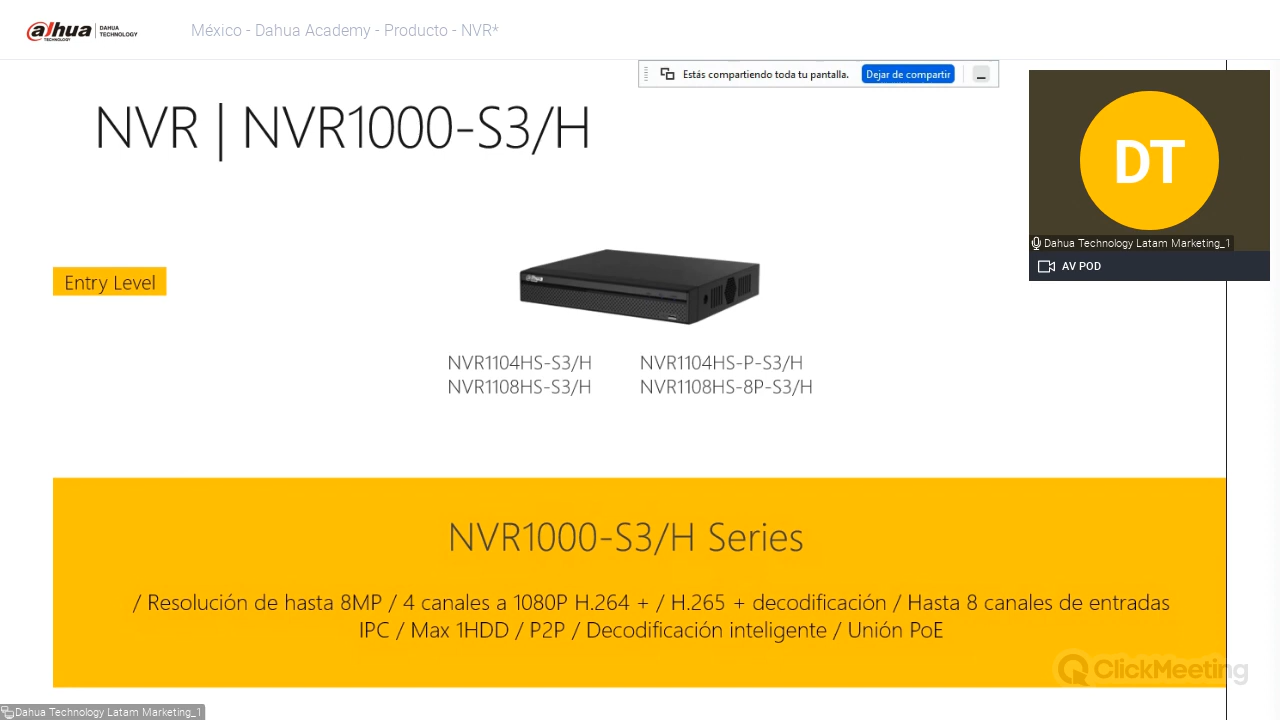 alhua
TECHNOLOGY
DAHUA
TECHNOLOGY
México - Dahua Academy - Producto - NVR*
Estás compartiendo toda tu pantalla.
Dejar de compartir
NVR | NVR1000-S3/H
DT
Dahua Technology Latam Marketing_1
AV POD
Entry Level
alhua
NVR1104HS-S3/H
NVR1104HS-P-S3/H
NVR1108HS-S3/H
NVR1108HS-8P-S3/H
NVR1000-S3/H Series
/ Resolución de hasta 8MP / 4 canales a 1080P H.264 + / H.265 + decodificación / Hasta 8 canales de entradas
IPC / Max 1HDD / P2P / Decodificación inteligente / Unión PoE
ClickMeeting
Dahua Technology Latam Marketing_1